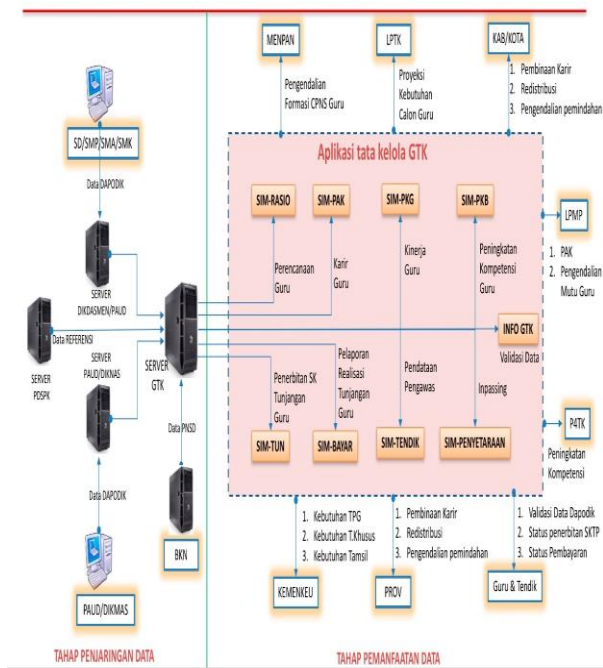 MENPAN
LPTK
KAB/KOTA
Pengendalian
Formasi CPNS Guru
Proyeksi
Kebutuhan
Calon Guru
1. Pembinaan Karir
2. Redistribusi
3. Pengendalian pemindahan
SD/SMP/SMA/SMK
Data DAPODIK
SERVER
DIKDASMEN/PAUD
Data REFERENSI
SERVER
PDSPK
SERVER
PAUD/DIKNAS
SERVER
GTK
Data PNSD
Data DAPODIK
BKN
PAUD/DIKMAS
Aplikasi tata kelola GTK
SIM-RASIO
SIM-PAK
SIM-PKG
SIM-PKB
Perencanaan
Guru
Karir
Guru
Kinerja
Guru
Peningkatan
Kompetensi
Guru
INFO GTK
Validasi Data
Penerbitan SK
Tunjangan
Guru
Pelaporan
Realisasi
Tunjangan
Guru
Pendataan
Pengawas
Inpassing
SIM-TUN
SIM-BAYAR
SIM-TENDIK
SIM-PENYETARAAN
LPMP
1. PAK
2. Pengendalian
Mutu Guru
P4TK
Peningkatan
Kompetensi
1. Kebutuhan TPG
2. Kebutuhan T.Khusus
3. Kebutuhan Tamsil
1. Pembinaan Karir
2. Redistribusi
3. Pengendalian pemindahan
1. Validasi Data Dapodik
2. Status penerbitan SKTP
3. Status Pembayaran
KEMENKEU
PROV
Guru & Tendik
TAHAP PENJARINGAN DATA
TAHAP PEMANFAATAN DATA